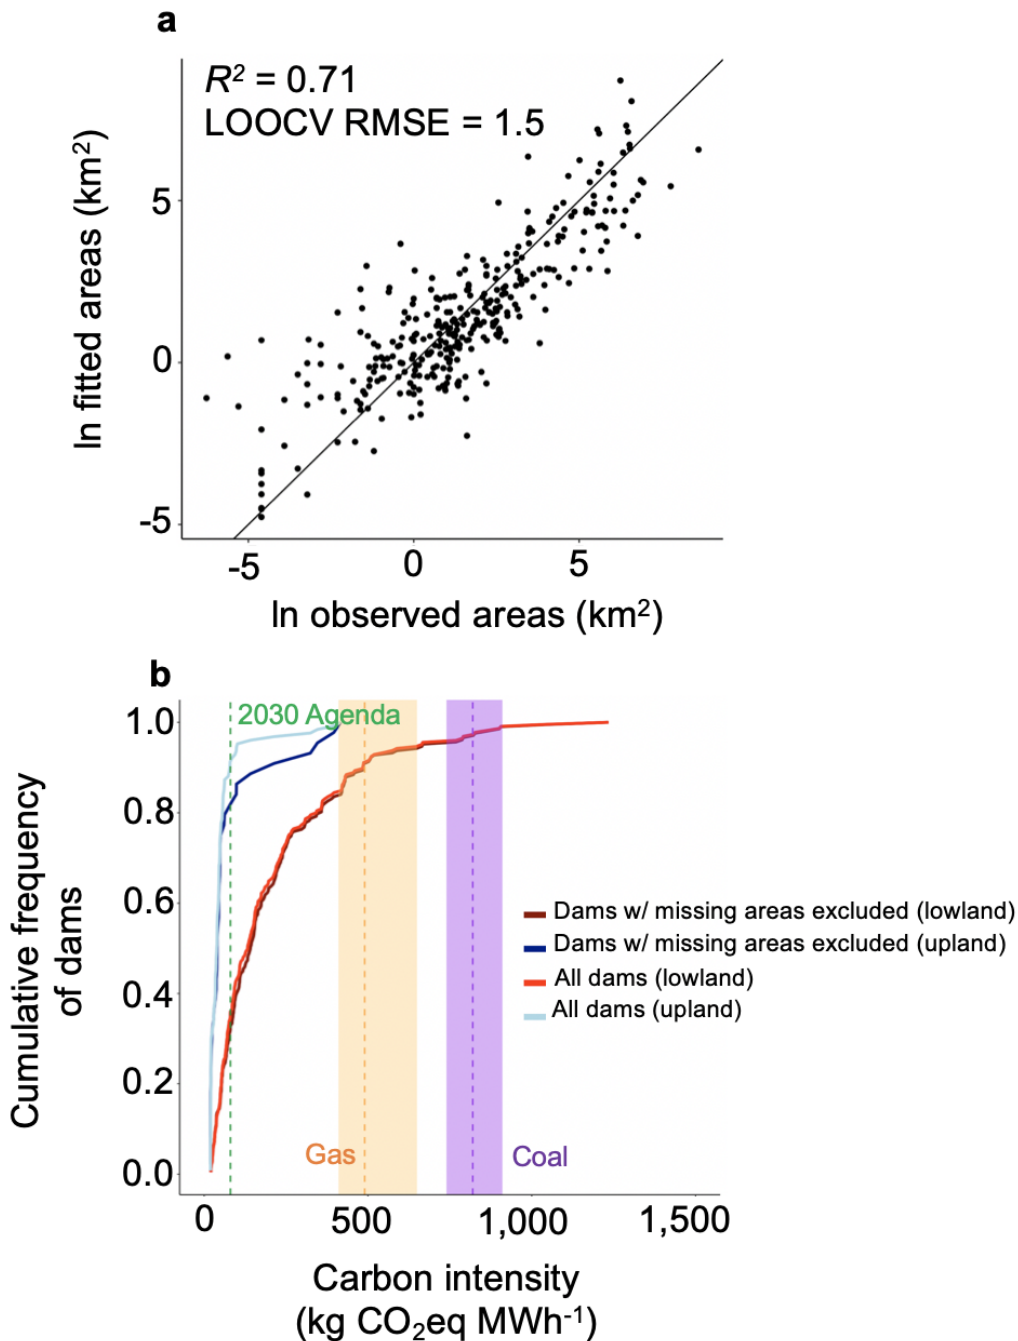 a
R² = 0.71
LOOCV RMSE = 1.5
ln fitted areas (km²)
5
0
-5
-5 0 5
ln observed areas (km²)
b
2030 Agenda
Cumulative frequency
of dams
1.0
0.8
0.6
0.4
0.2
0.0
Dams w/ missing areas excluded (lowland)
Dams w/ missing areas excluded (upland)
All dams (lowland)
All dams (upland)
Gas
Coal
0 500 1,000 1,500
Carbon intensity
(kg CO₂eq MWh⁻¹)